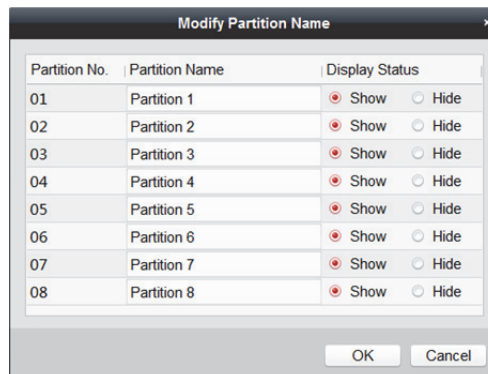 Modify Partition Name
Partition No. Partition Name Display Status
01 Partition 1 Show Hide
02 Partition 2 Show Hide
03 Partition 3 Show Hide
04 Partition 4 Show Hide
05 Partition 5 Show Hide
06 Partition 6 Show Hide
07 Partition 7 Show Hide
08 Partition 8 Show Hide
OK Cancel